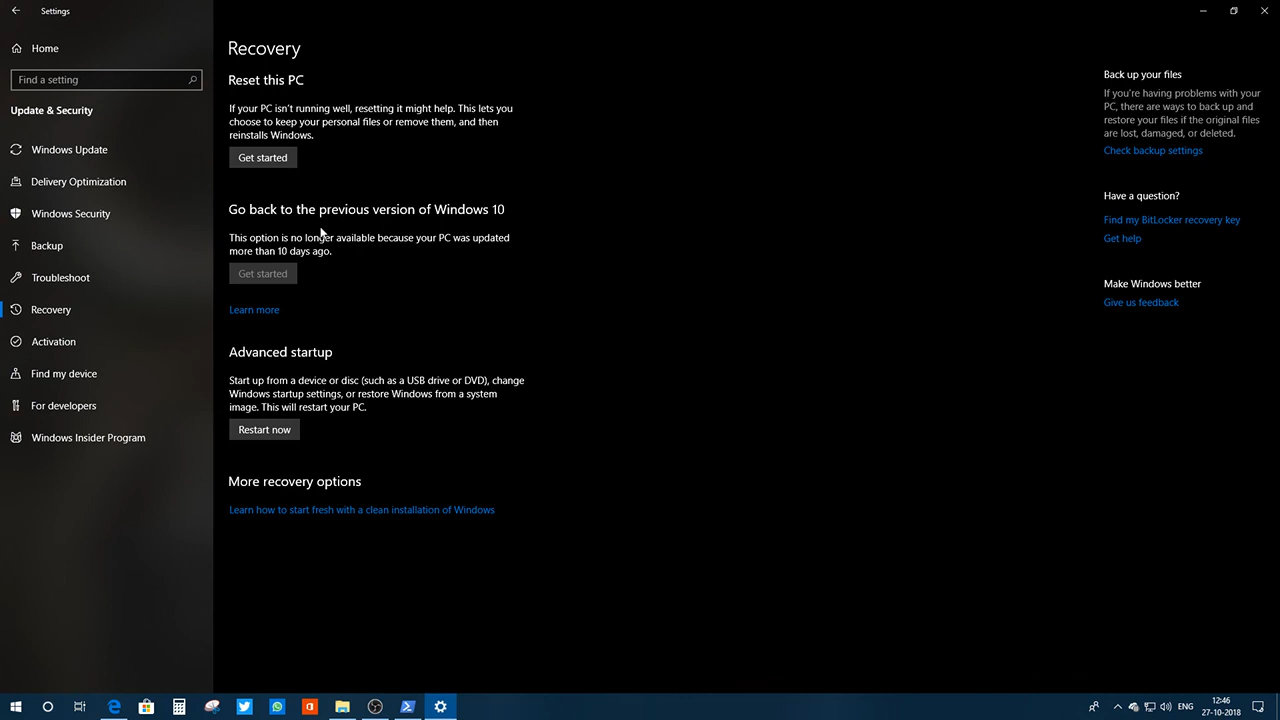 Settings
Home
Find a setting
Update & Security
Windows Update
Delivery Optimization
Windows Security
Backup
Troubleshoot
Recovery
Activation
Find my device
For developers
Windows Insider Program
Recovery
Reset this PC
If your PC isn't running well, resetting it might help. This lets you
choose to keep your personal files or remove them, and then
reinstalls Windows.
Get started
Go back to the previous version of Windows 10
This option is no longer available because your PC was updated
more than 10 days ago.
Get started
Learn more
Advanced startup
Start up from a device or disc (such as a USB drive or DVD), change
Windows startup settings, or restore Windows from a system
image. This will restart your PC.
Restart now
More recovery options
Learn how to start fresh with a clean installation of Windows
Back up your files
If you're having problems with your
PC, there are ways to back up and
restore your files if the original files
are lost, damaged, or deleted.
Check backup settings
Have a question?
Find my BitLocker recovery key
Get help
Make Windows better
Give us feedback
ENG
12:46
27-10-2018